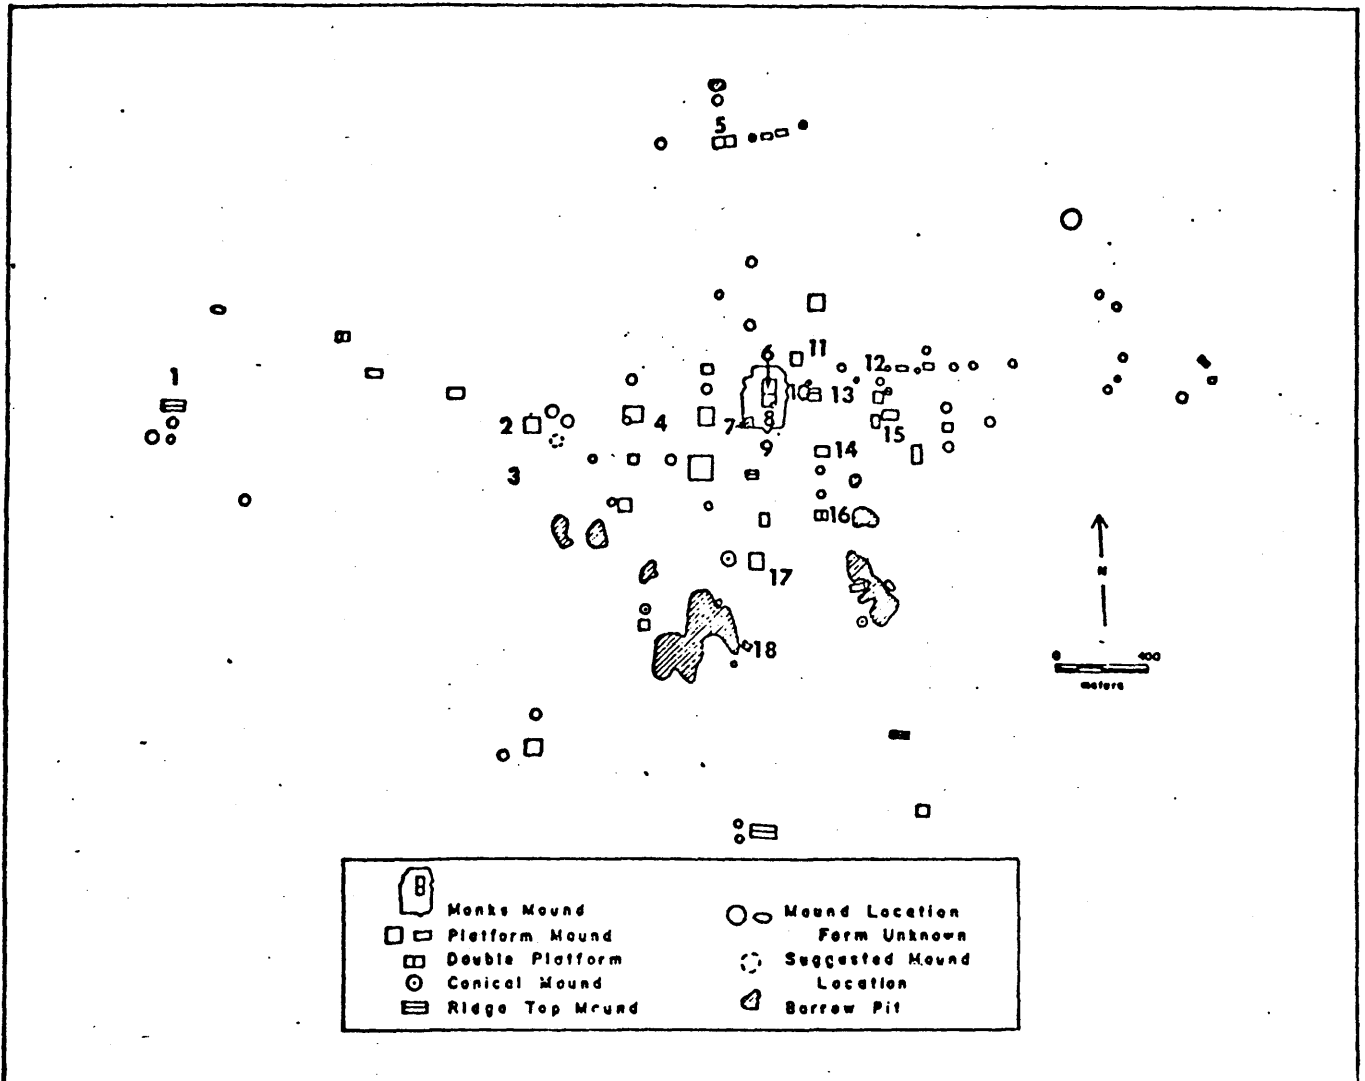 5
6
11
12
1
10
13
8
2
4
7
15
9
14
3
16
N
17
18
0 400
meters
Monks Mound
Platform Mound
Double Platform
Conical Mound
Ridge Top Mound
Mound Location
Form Unknown
Suggested Mound
Location
Borrow Pit